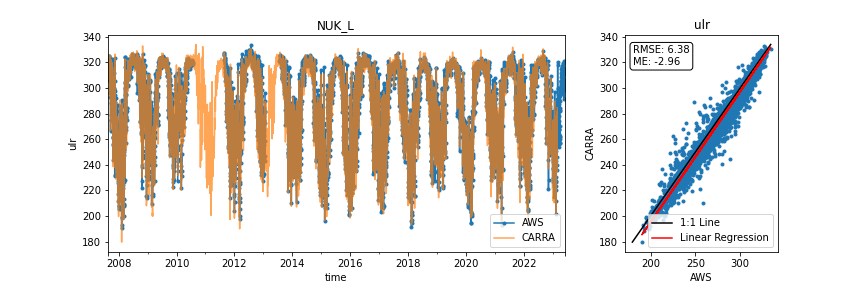 NUK_L
ulr
340
320
300
280
260
240
220
200
180
2008
2010
2012
2014
2016
2018
2020
2022
time
AWS
CARRA
ulr
CARRA
340
320
300
280
260
240
220
200
180
RMSE: 6.38
ME: -2.96
1:1 Line
Linear Regression
200
250
300
AWS